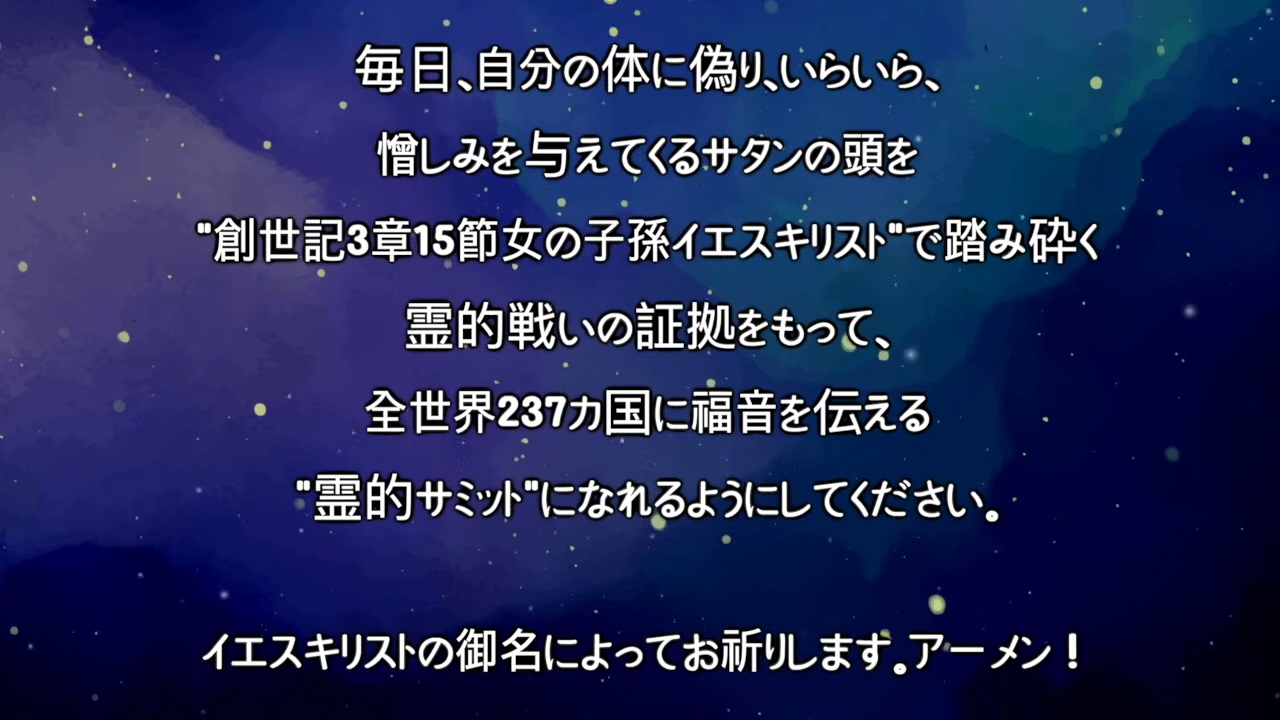 毎日、自分の体に偽り、いらいら、
憎しみを与えてくるサタンの頭を
"創世記3章15節女の子孫イエスキリスト"で踏み砕く
霊的戦いの証拠をもって、
全世界237カ国に福音を伝える
"霊的サミット"になれるようにしてください。
イエスキリストの御名によってお祈りします。アーメン！